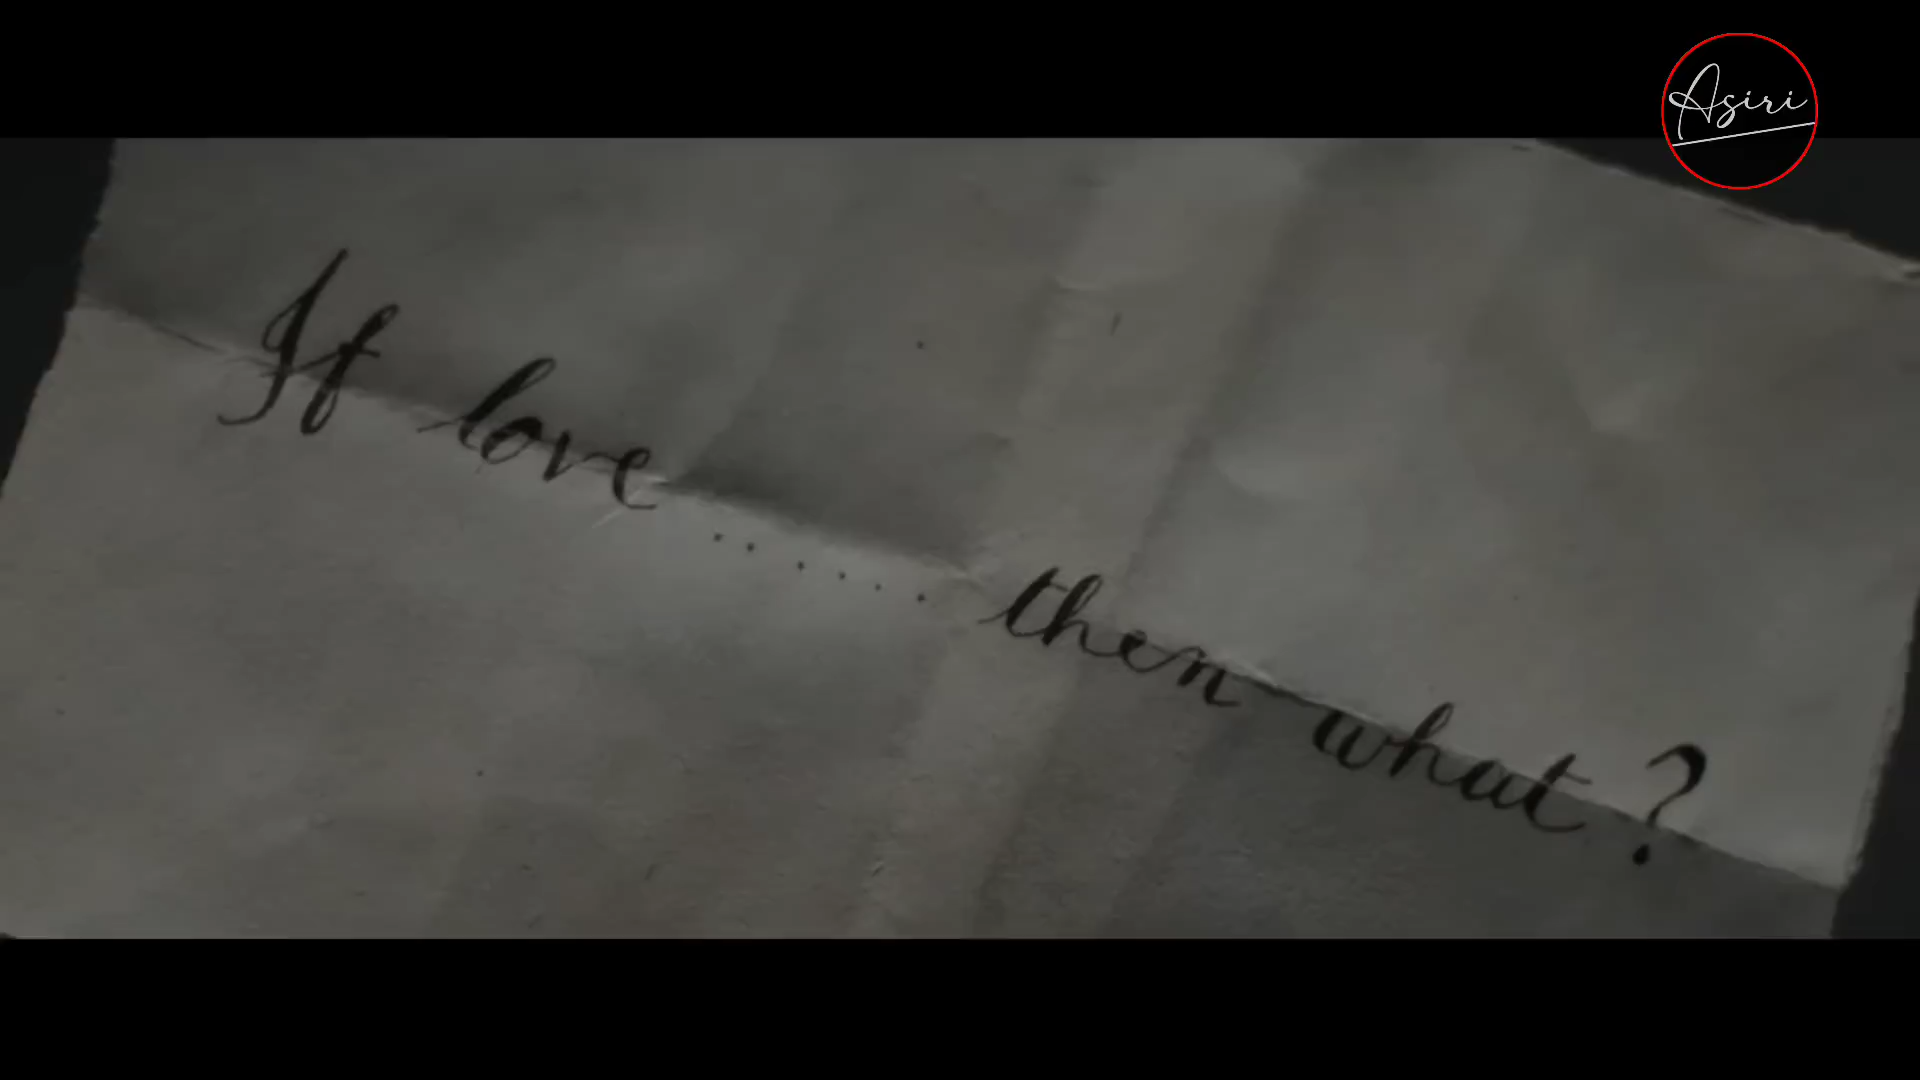 Asiri
If love ...... then what?